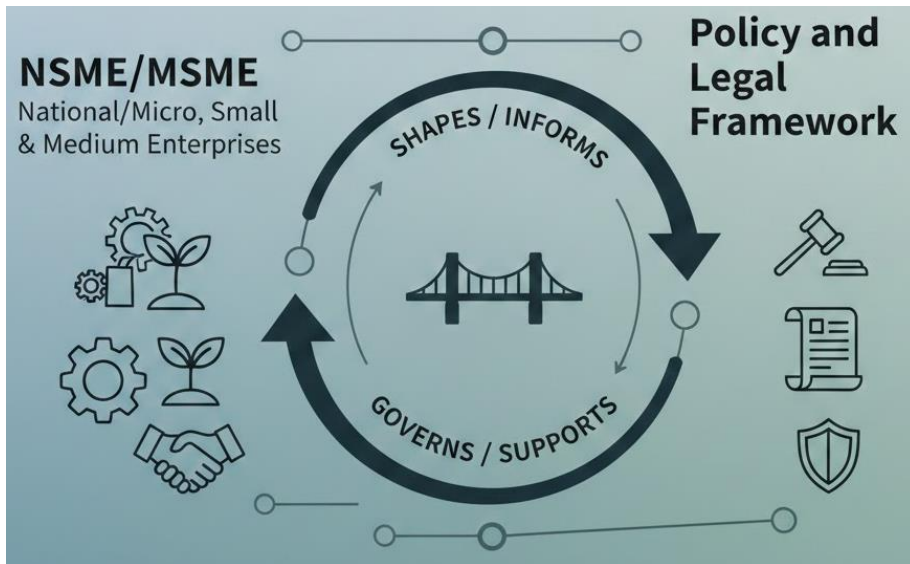 NSME/MSME
National/Micro, Small
& Medium Enterprises
Policy and
Legal
Framework
SHAPES / INFORMS
GOVERNS / SUPPORTS